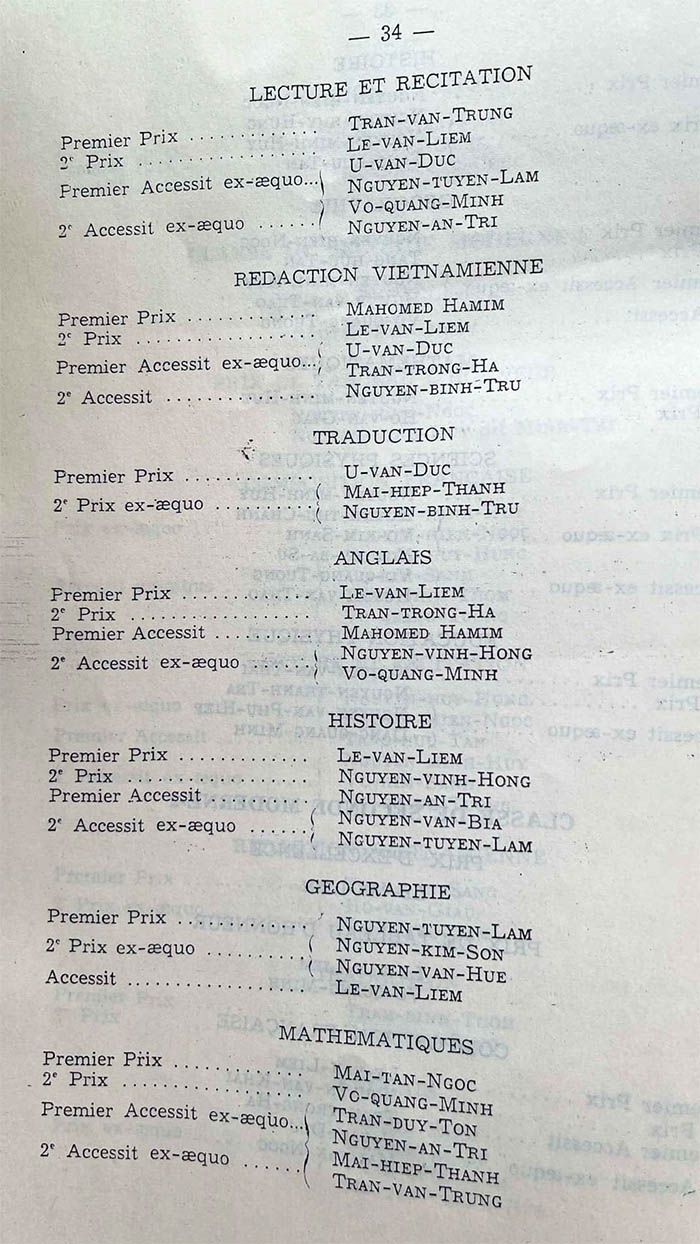 — 34 —
LECTURE ET RECITATION
Premier Prix .......... TRAN-VAN-TRUNG
2e Prix .......... LE-VAN-LIEM
Premier Accessit ex-æquo... U-VAN-DUC
NGUYEN-TUYEN-LAM
2e Accessit ex-æquo ...... VO-QUANG-MINH
NGUYEN-AN-TRI
REDACTION VIETNAMIENNE
Premier Prix .......... MAHOMED HAMIM
2e Prix .......... LE-VAN-LIEM
Premier Accessit ex-æquo... U-VAN-DUC
TRAN-TRONG-HA
2e Accessit .......... NGUYEN-BINH-TRU
TRADUCTION
Premier Prix .......... U-VAN-DUC
2e Prix ex-æquo .......... MAI-HIEP-THANH
NGUYEN-BINH-TRU
ANGLAIS
Premier Prix .......... LE-VAN-LIEM
2e Prix .......... TRAN-TRONG-HA
Premier Accessit .......... MAHOMED HAMIM
2e Accessit ex-æquo ...... NGUYEN-VINH-HONG
VO-QUANG-MINH
HISTOIRE
Premier Prix .......... LE-VAN-LIEM
2e Prix .......... NGUYEN-VINH-HONG
Premier Accessit .......... NGUYEN-AN-TRI
2e Accessit ex-æquo ...... NGUYEN-VAN-BIA
NGUYEN-TUYEN-LAM
GEOGRAPHIE
Premier Prix .......... NGUYEN-TUYEN-LAM
2e Prix ex-æquo .......... NGUYEN-KIM-SON
NGUYEN-VAN-HUE
Accessit .......... LE-VAN-LIEM
MATHEMATIQUES
Premier Prix .......... MAI-TAN-NGOC
2e Prix .......... VO-QUANG-MINH
Premier Accessit ex-æquo... TRAN-DUY-TON
NGUYEN-AN-TRI
2e Accessit ex-æquo ...... MAI-HIEP-THANH
TRAN-VAN-TRUNG